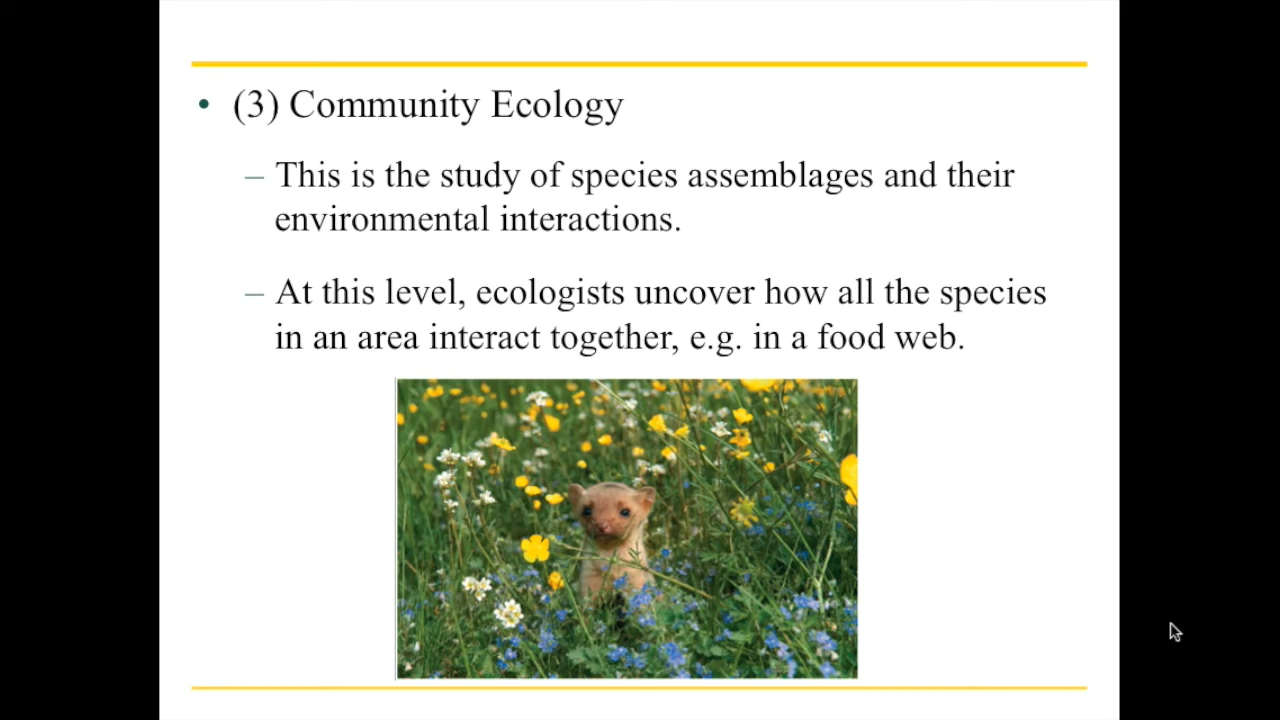 • (3) Community Ecology
– This is the study of species assemblages and their
environmental interactions.
– At this level, ecologists uncover how all the species
in an area interact together, e.g. in a food web.